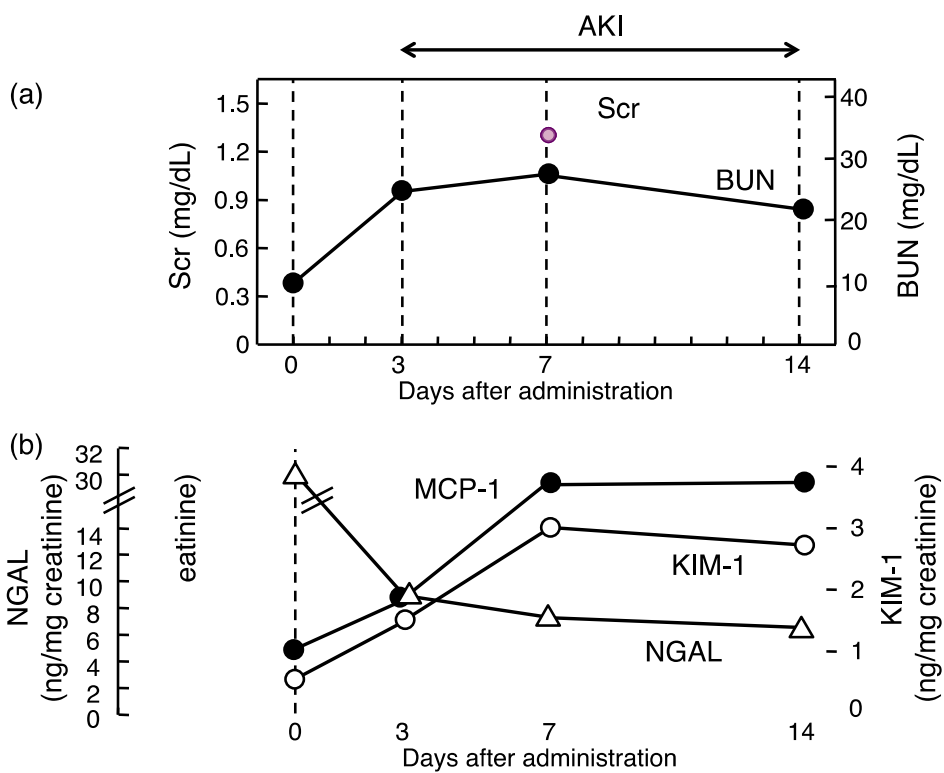 AKI
(a)
1.5
1.2
0.9
0.6
0.3
0
Scr (mg/dL)
Scr
BUN
40
30
20
10
0
BUN (mg/dL)
0 3 7 14
Days after administration
(b)
32
30
14
12
10
8
6
4
2
0
NGAL
(ng/mg creatinine)
eatinine)
MCP-1
KIM-1
NGAL
4
3
2
1
0
KIM-1
(ng/mg creatinine)
0 3 7 14
Days after administration